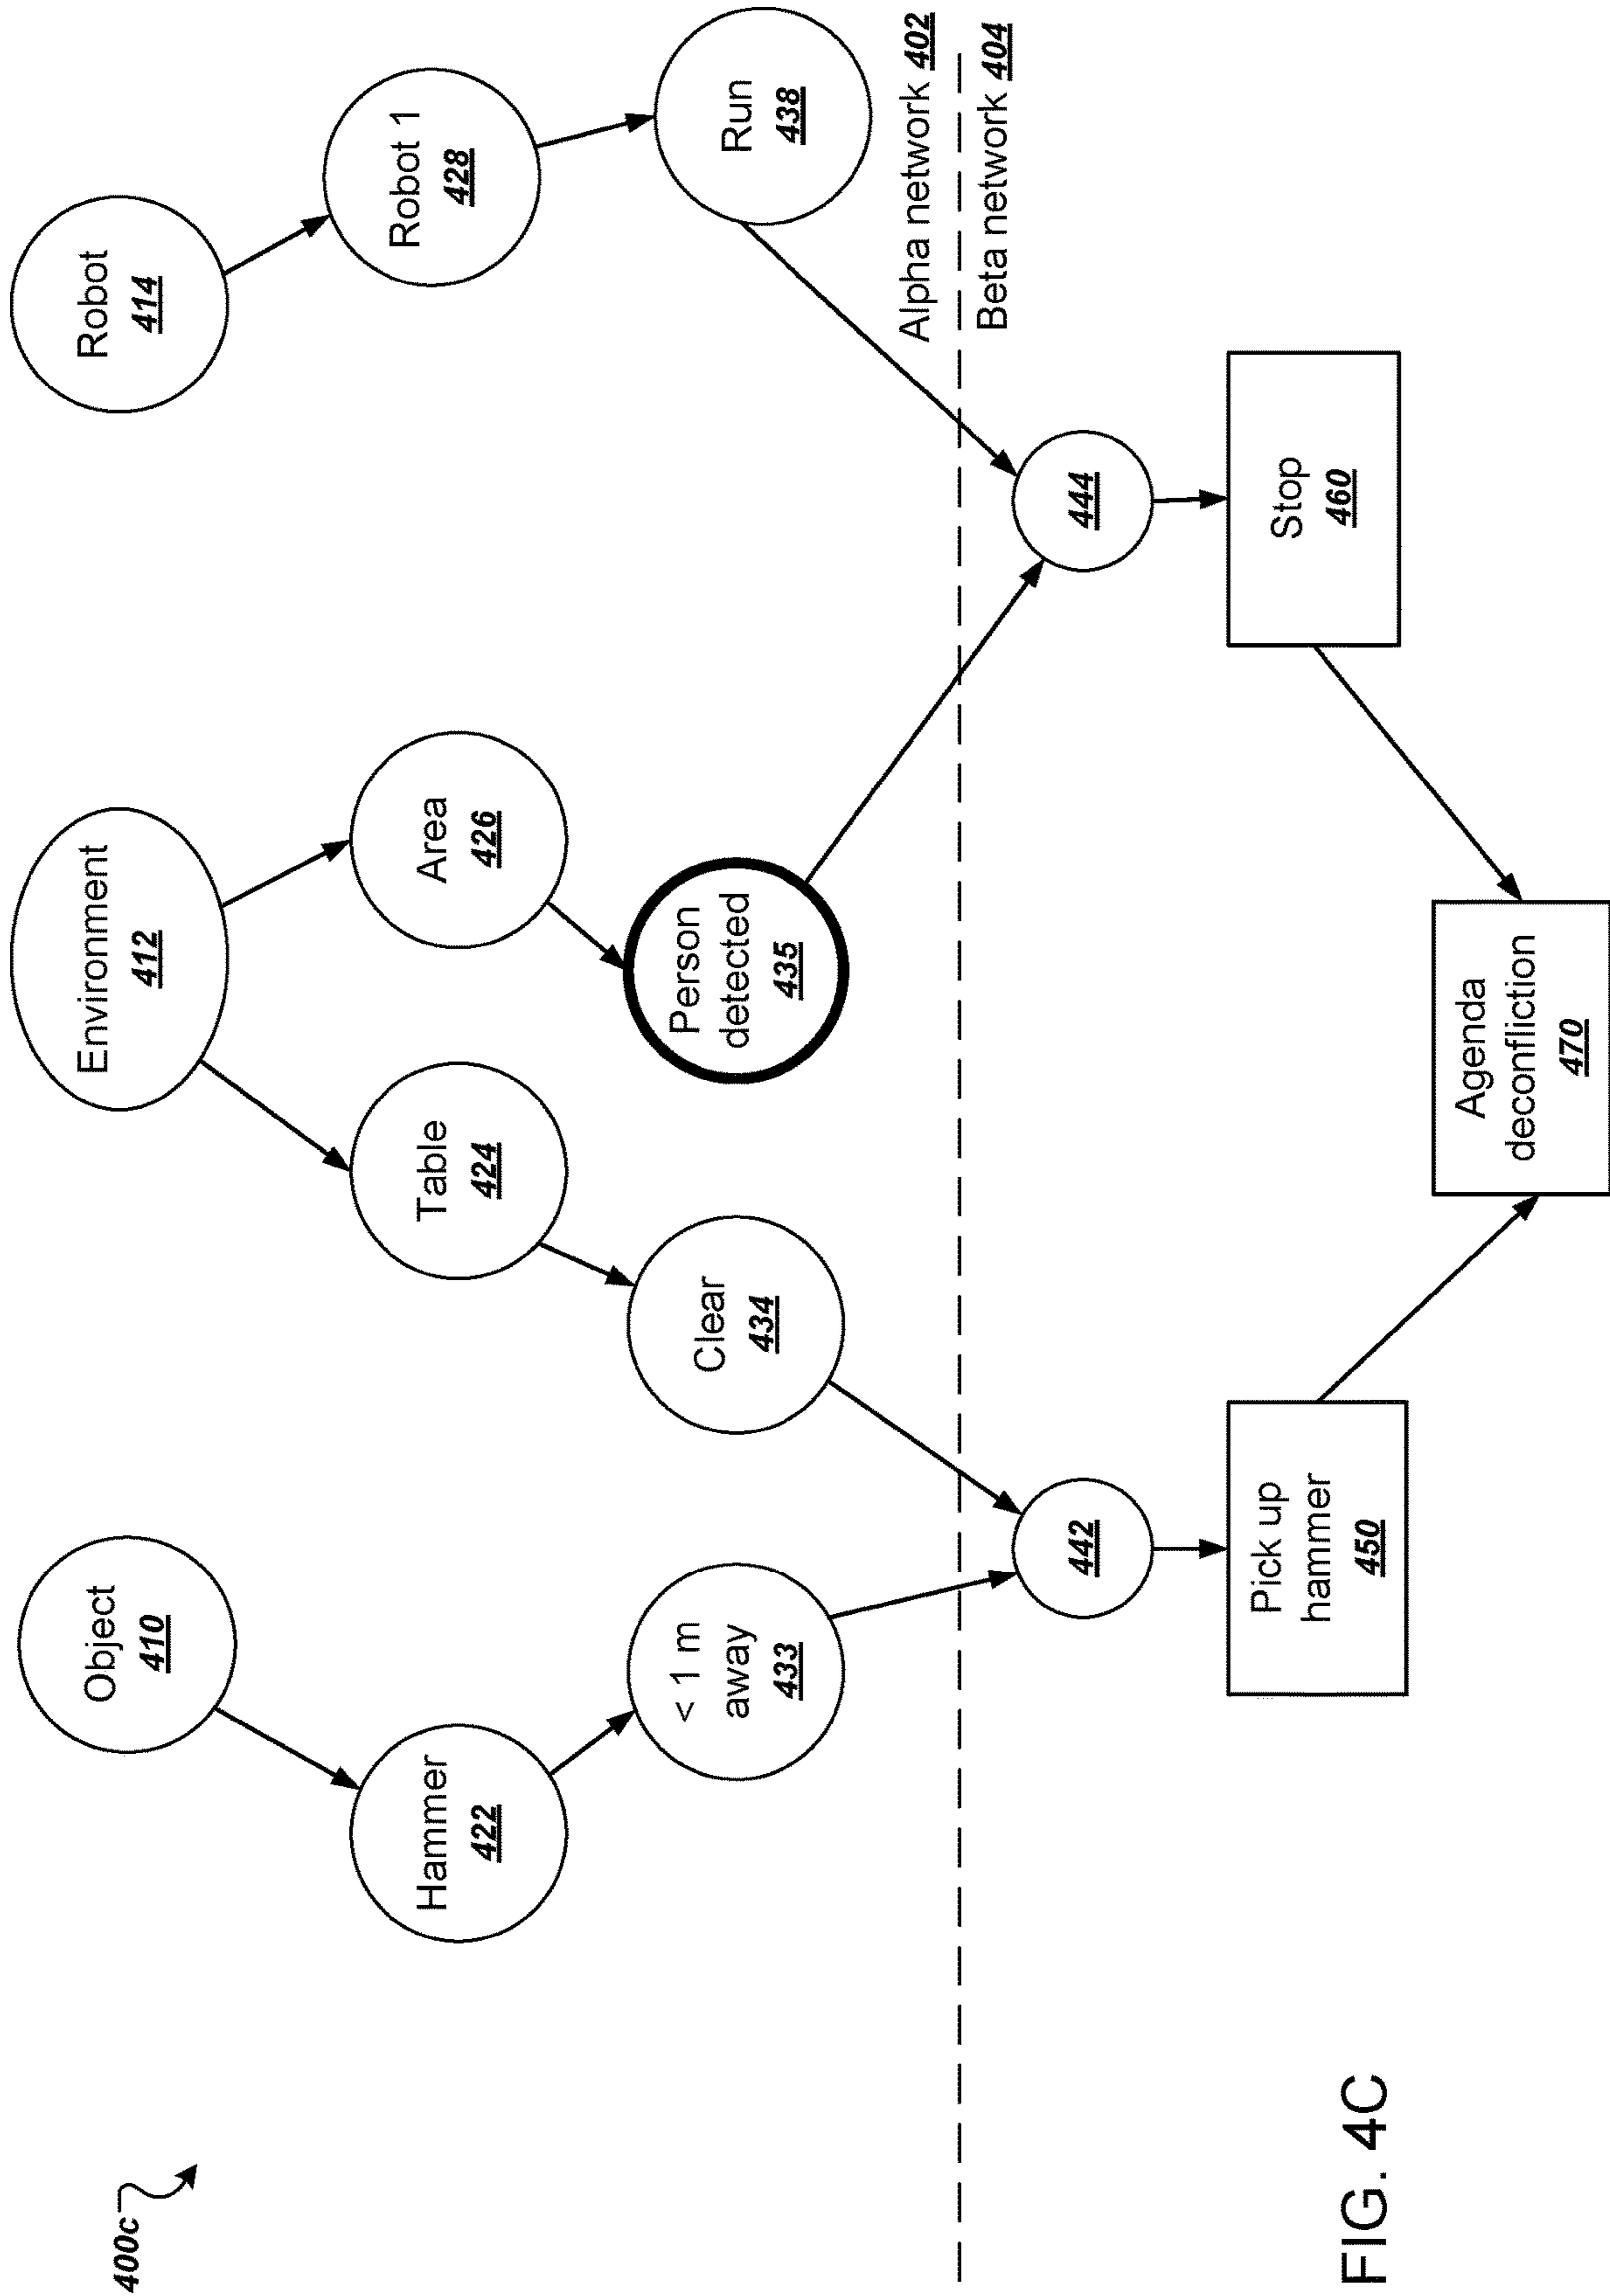 400c
Object
410
Environment
412
Robot
414
Hammer
422
Table
424
Area
426
Robot 1
428
< 1 m
away
433
Clear
434
Person
detected
435
Run
438
Alpha network 402
Beta network 404
442
444
Pick up
hammer
450
Stop
460
Agenda
deconfliction
470
FIG. 4C